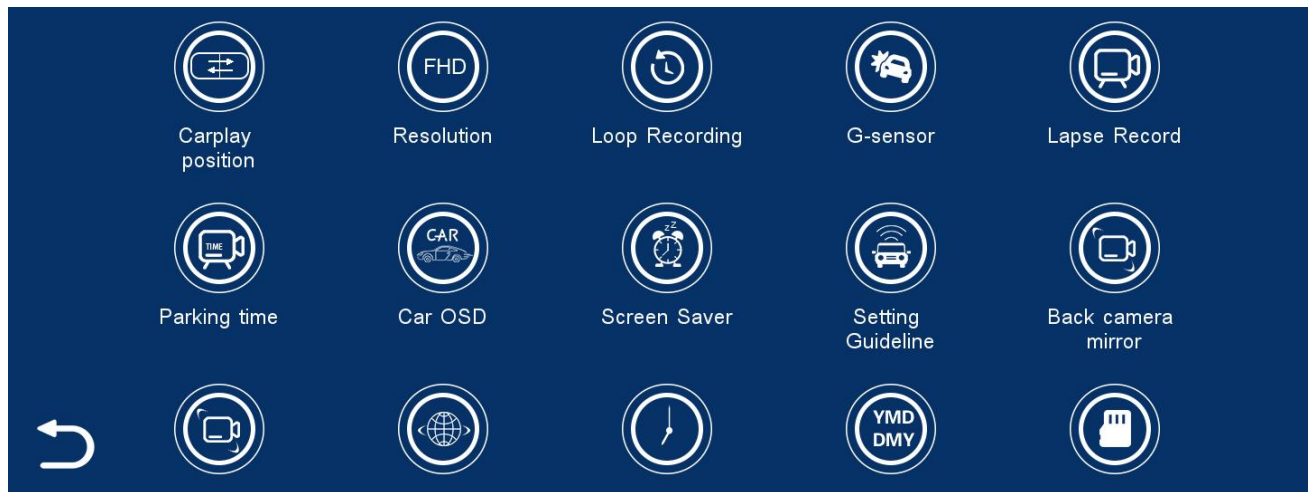 FHD
Carplay
position
Resolution
Loop Recording
G-sensor
Lapse Record
TIME
CAR
zZ
Parking time
Car OSD
Screen Saver
Setting
Guideline
Back camera
mirror
YMD
DMY